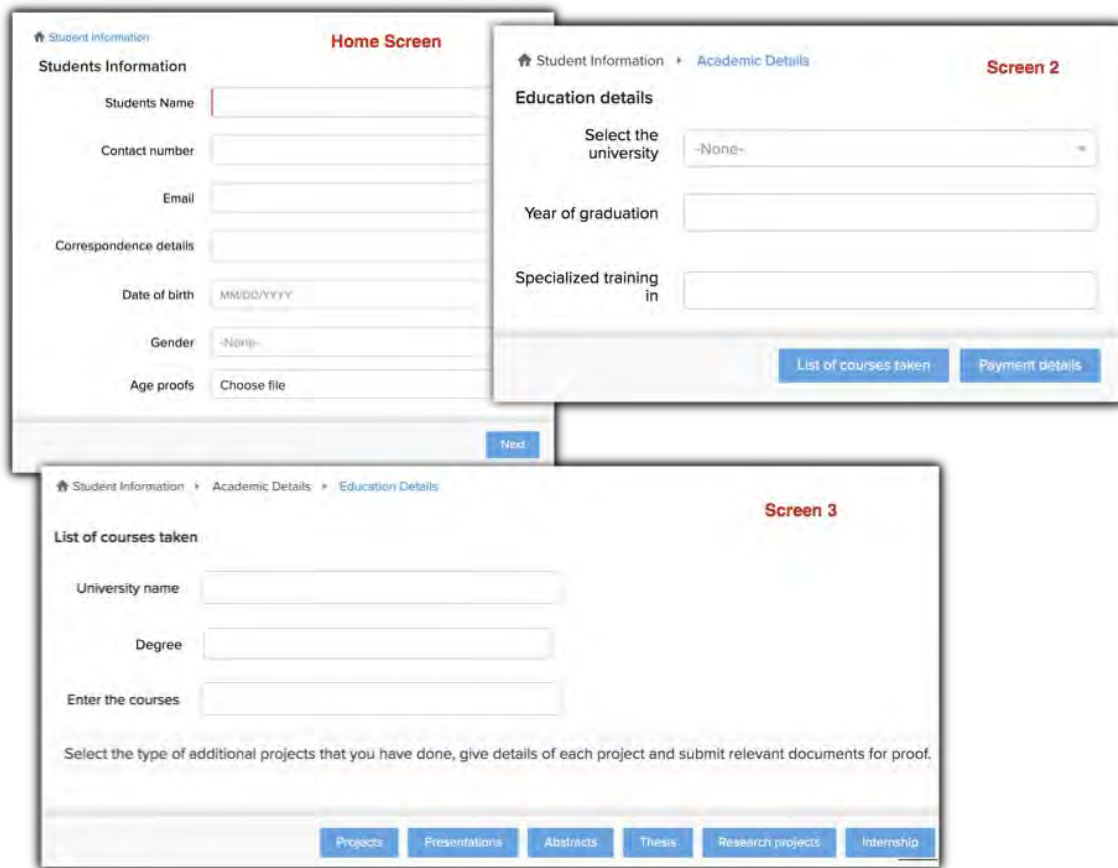 Student Information
Home Screen
Students Information
Students Name
Contact number
Email
Correspondence details
Date of birth
MM/DD/YYYY
Gender
-None-
Age proofs
Choose file
Next
Student Information Academic Details
Screen 2
Education details
Select the
university
-None-
Year of graduation
Specialized training
in
List of courses taken
Payment details
Student Information Academic Details Education Details
Screen 3
List of courses taken
University name
Degree
Enter the courses
Select the type of additional projects that you have done, give details of each project and submit relevant documents for proof.
Projects
Presentations
Abstracts
Thesis
Research projects
Internship